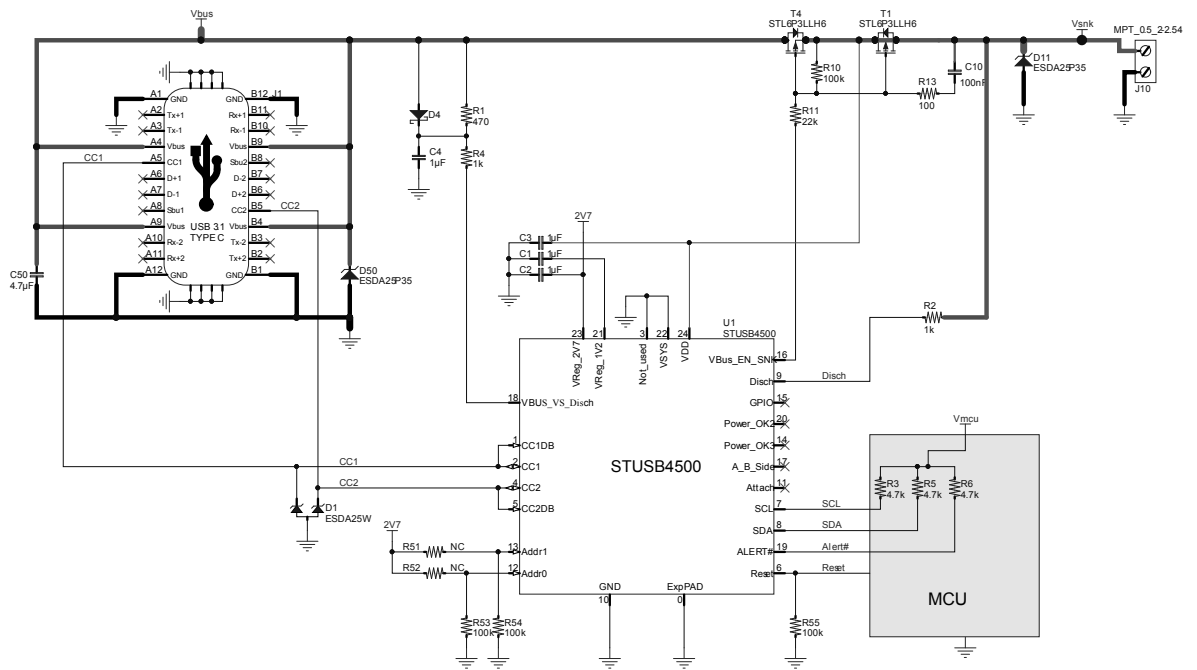 Vbus
T4
STL6P3LLH6
T1
STL6P3LLH6
Vsnk
MPT_0.5_2-2.54
J10
D11
ESDA25P35
C10
100nF
R10
100k
R13
100
R11
22k
D4
R1
470
C4
1µF
R4
1k
A1 GND
A2 Tx+1
A3 Tx-1
A4 Vbus
A5 CC1
A6 D+1
A7 D-1
A8 Sbu1
A9 Vbus
A10 Rx-2
A11 Rx+2
A12 GND
GND B12 J1
Rx+1 B11
Rx-1 B10
Vbus B9
Sbu2 B8
D-2 B7
D+2 B6
CC2 B5
Vbus B4
Tx-2 B3
Tx+2 B2
GND B1
USB 3.1
TYPE C
CC1
CC2
C50
4.7µF
D50
ESDA25P35
2V7
C3 1uF
C1 1uF
C2 1uF
R2
1k
U1
STUSB4500
23 VReg_2V7
21 VReg_1V2
3 Not_used
22 VSYS
24 VDD
VBus_EN_SNK 16
Disch 9 Disch
GPIO 15
Power_OK2 20
Power_OK3 14
A_B_Side 17
Attach 11
SCL 7 SCL
SDA 8 SDA
ALERT# 19 Alert#
Reset 6 Reset
18 VBUS_VS_Disch
1 CC1DB
CC1 2 CC1
CC2 4 CC2
5 CC2DB
13 Addr1
12 Addr0
STUSB4500
GND
10
ExpPAD
0
D1
ESDA25W
2V7
R51 NC
R52 NC
R53
100k
R54
100k
R55
100k
Vmcu
R3
4.7k
R5
4.7k
R6
4.7k
MCU